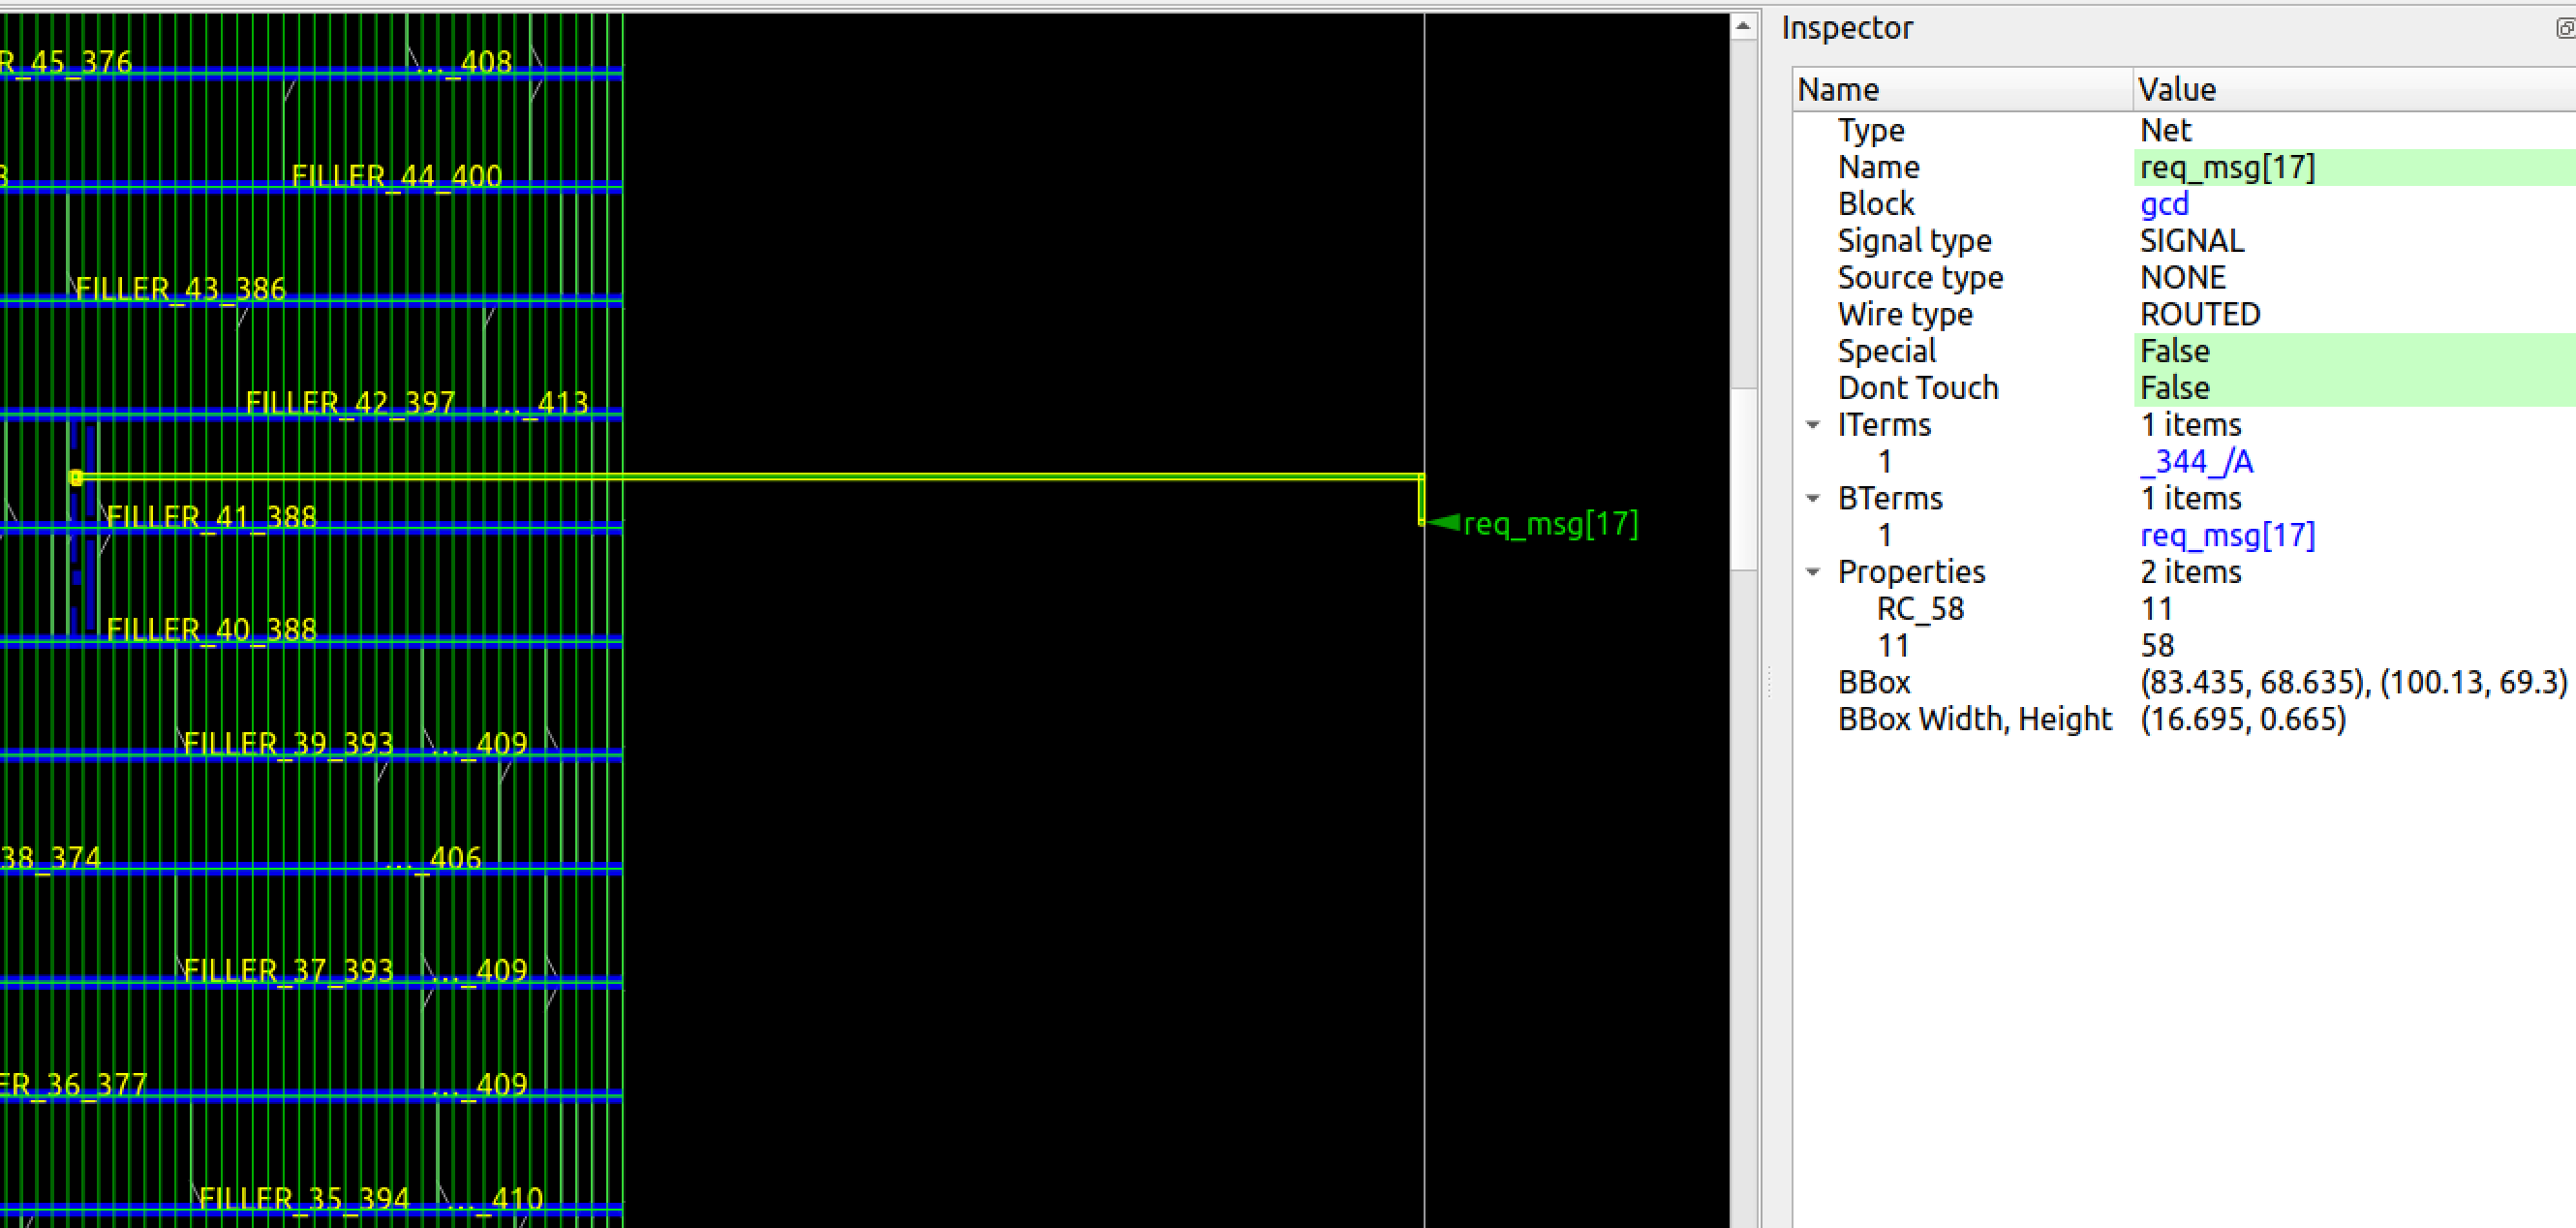 R_45_376
..._408
FILLER_44_400
FILLER_43_386
FILLER_42_397 ..._413
FILLER_41_388
req_msg[17]
FILLER_40_388
FILLER_39_393 ..._409
38_374
..._406
FILLER_37_393 ..._409
ER_36_377
..._409
FILLER_35_394 ..._410
Inspector
Name Value
Type Net
Name req_msg[17]
Block gcd
Signal type SIGNAL
Source type NONE
Wire type ROUTED
Special False
Dont Touch False
ITerms 1 items
1 _344_/A
BTerms 1 items
1 req_msg[17]
Properties 2 items
RC_58 11
11 58
BBox (83.435, 68.635), (100.13, 69.3)
BBox Width, Height (16.695, 0.665)